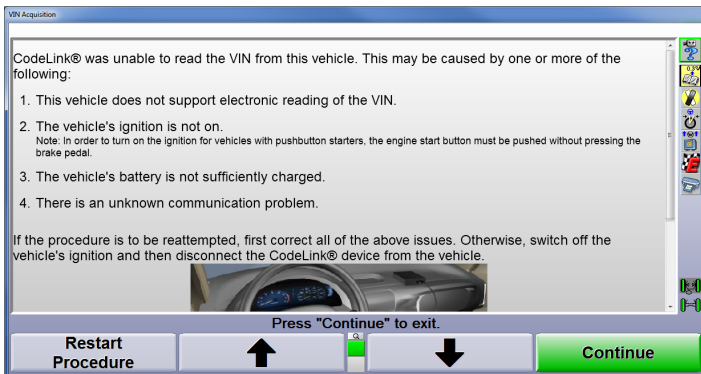 VIN Acquisition
CodeLink® was unable to read the VIN from this vehicle. This may be caused by one or more of the
following:
1. This vehicle does not support electronic reading of the VIN.
2. The vehicle's ignition is not on.
Note: In order to turn on the ignition for vehicles with pushbutton starters, the engine start button must be pushed without pressing the
brake pedal.
3. The vehicle's battery is not sufficiently charged.
4. There is an unknown communication problem.
If the procedure is to be reattempted, first correct all of the above issues. Otherwise, switch off the
vehicle's ignition and then disconnect the CodeLink® device from the vehicle.
Press "Continue" to exit.
Restart
Procedure
Continue